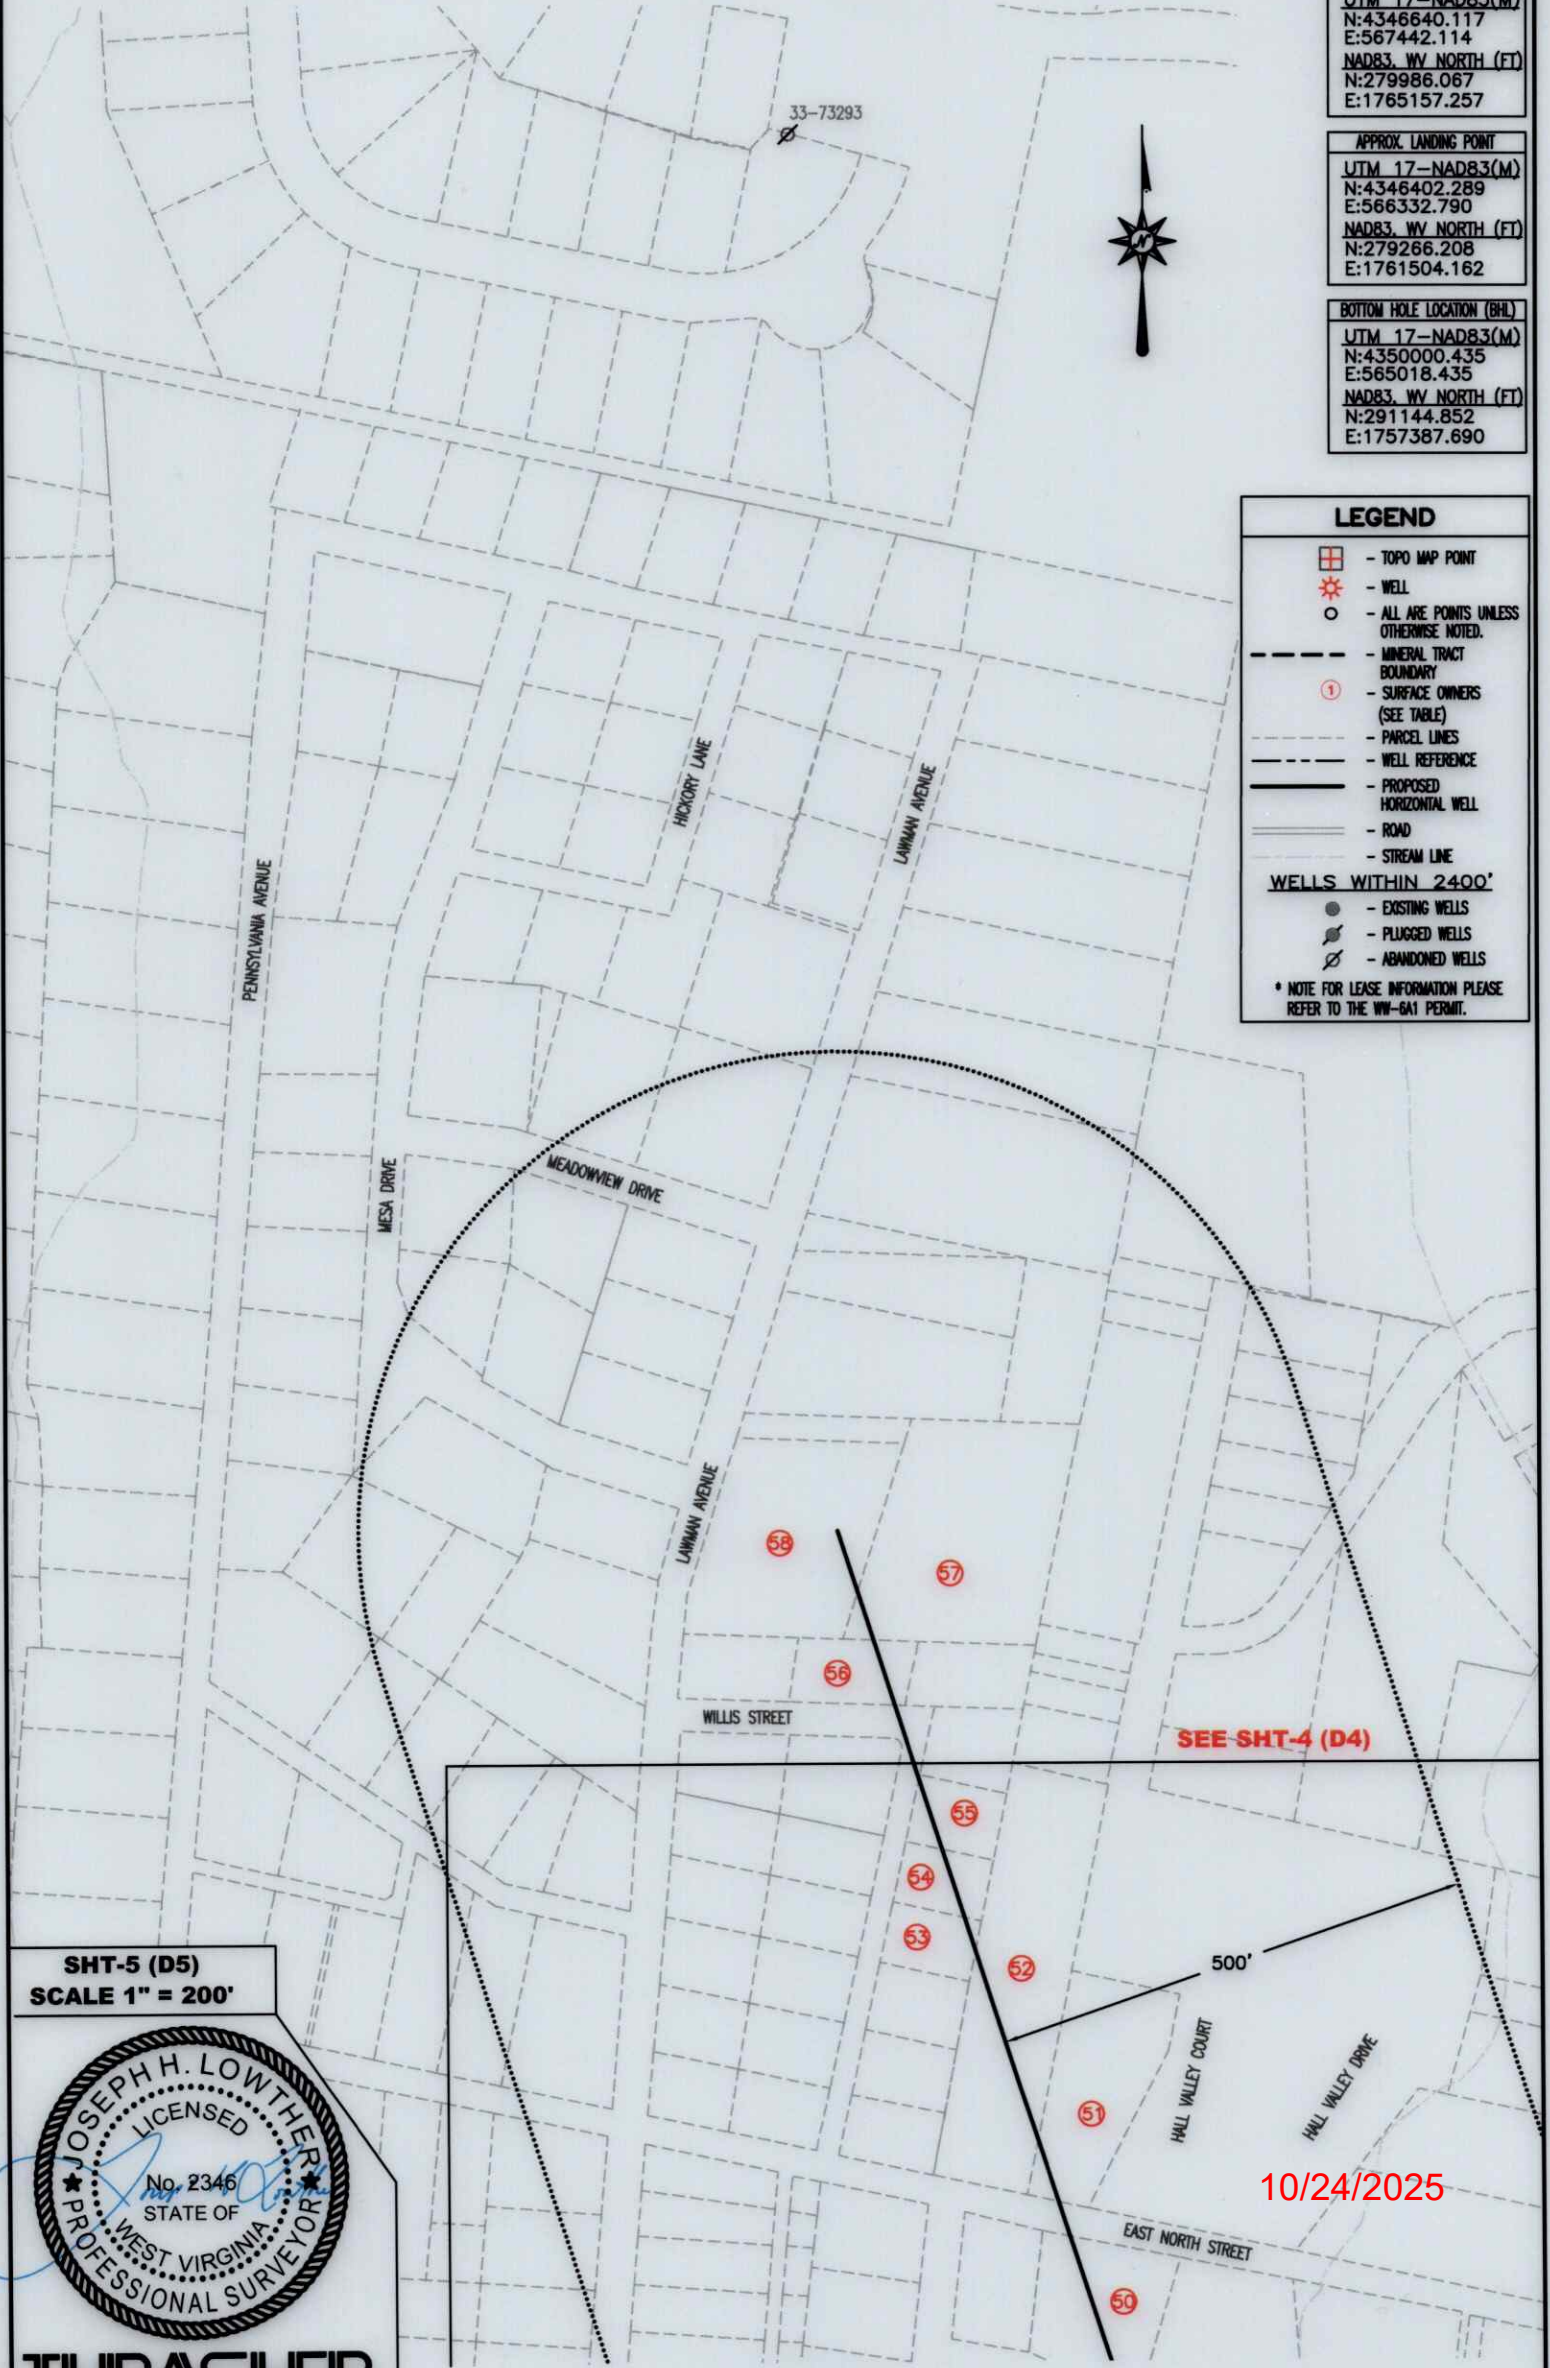 UTM 17-NAD83(M)
N:4346640.117
E:567442.114
NAD83, WV NORTH (FT)
N:279986.067
E:1765157.257
APPROX. LANDING POINT
UTM 17-NAD83(M)
N:4346402.289
E:566332.790
NAD83, WV NORTH (FT)
N:279266.208
E:1761504.162
BOTTOM HOLE LOCATION (BHL)
UTM 17-NAD83(M)
N:4350000.435
E:565018.435
NAD83, WV NORTH (FT)
N:291144.852
E:1757387.690
33-73293
N
LEGEND
- TOPO MAP POINT
- WELL
- ALL ARE POINTS UNLESS
OTHERWISE NOTED.
- MINERAL TRACT
BOUNDARY
1 - SURFACE OWNERS
(SEE TABLE)
- PARCEL LINES
- WELL REFERENCE
- PROPOSED
HORIZONTAL WELL
- ROAD
- STREAM LINE
WELLS WITHIN 2400'
- EXISTING WELLS
- PLUGGED WELLS
- ABANDONED WELLS
* NOTE FOR LEASE INFORMATION PLEASE
REFER TO THE WW-6A1 PERMIT.
HICKORY LANE
LAWMAN AVENUE
PENNSYLVANIA AVENUE
MESA DRIVE
MEADOWVIEW DRIVE
LAWMAN AVENUE
58
57
56
WILLIS STREET
SEE SHT-4 (D4)
55
54
53
52
500'
51
HALL VALLEY COURT
HALL VALLEY DRIVE
10/24/2025
EAST NORTH STREET
50
SHT-5 (D5)
SCALE 1" = 200'
JOSEPH H. LOWTHER
LICENSED
No. 2346
STATE OF
WEST VIRGINIA
PROFESSIONAL SURVEYOR